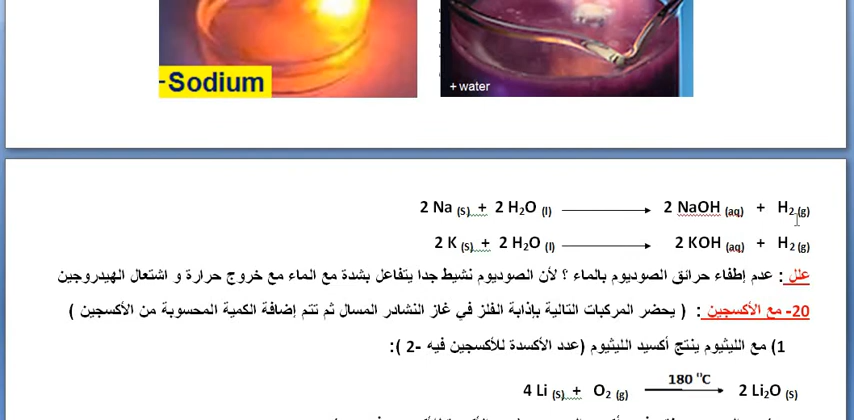 -Sodium
+ water
2 Na (S) + 2 H₂O (l) ⟶ 2 NaOH (aq) + H₂ (g)
2 K (S) + 2 H₂O (l) ⟶ 2 KOH (aq) + H₂ (g)
علل : عدم إطفاء حرائق الصوديوم بالماء ؟ لأن الصوديوم نشيط جدا يتفاعل بشدة مع الماء مع خروج حرارة و اشتعال الهيدروجين
20- مع الأكسجين : ( يحضر المركبات التالية بإذابة الفلز في غاز النشادر المسال ثم تتم إضافة الكمية المحسوبة من الأكسجين )
1) مع الليثيوم ينتج أكسيد الليثيوم (عدد الأكسدة للأكسجين فيه -2 ):
4 Li (S) + O₂ (g) 180 °C ⟶ 2 Li₂O (S)